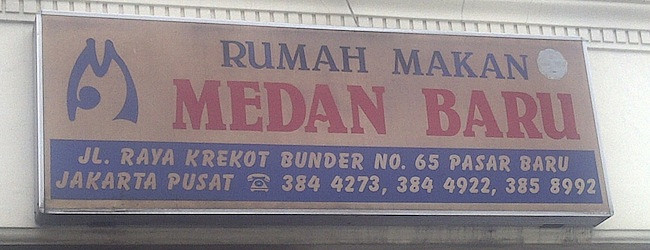 RUMAH MAKAN
MEDAN BARU
JL. RAYA KREKOT BUNDER NO. 65 PASAR BARU
JAKARTA PUSAT ☎ 384 4273, 384 4922, 385 8992